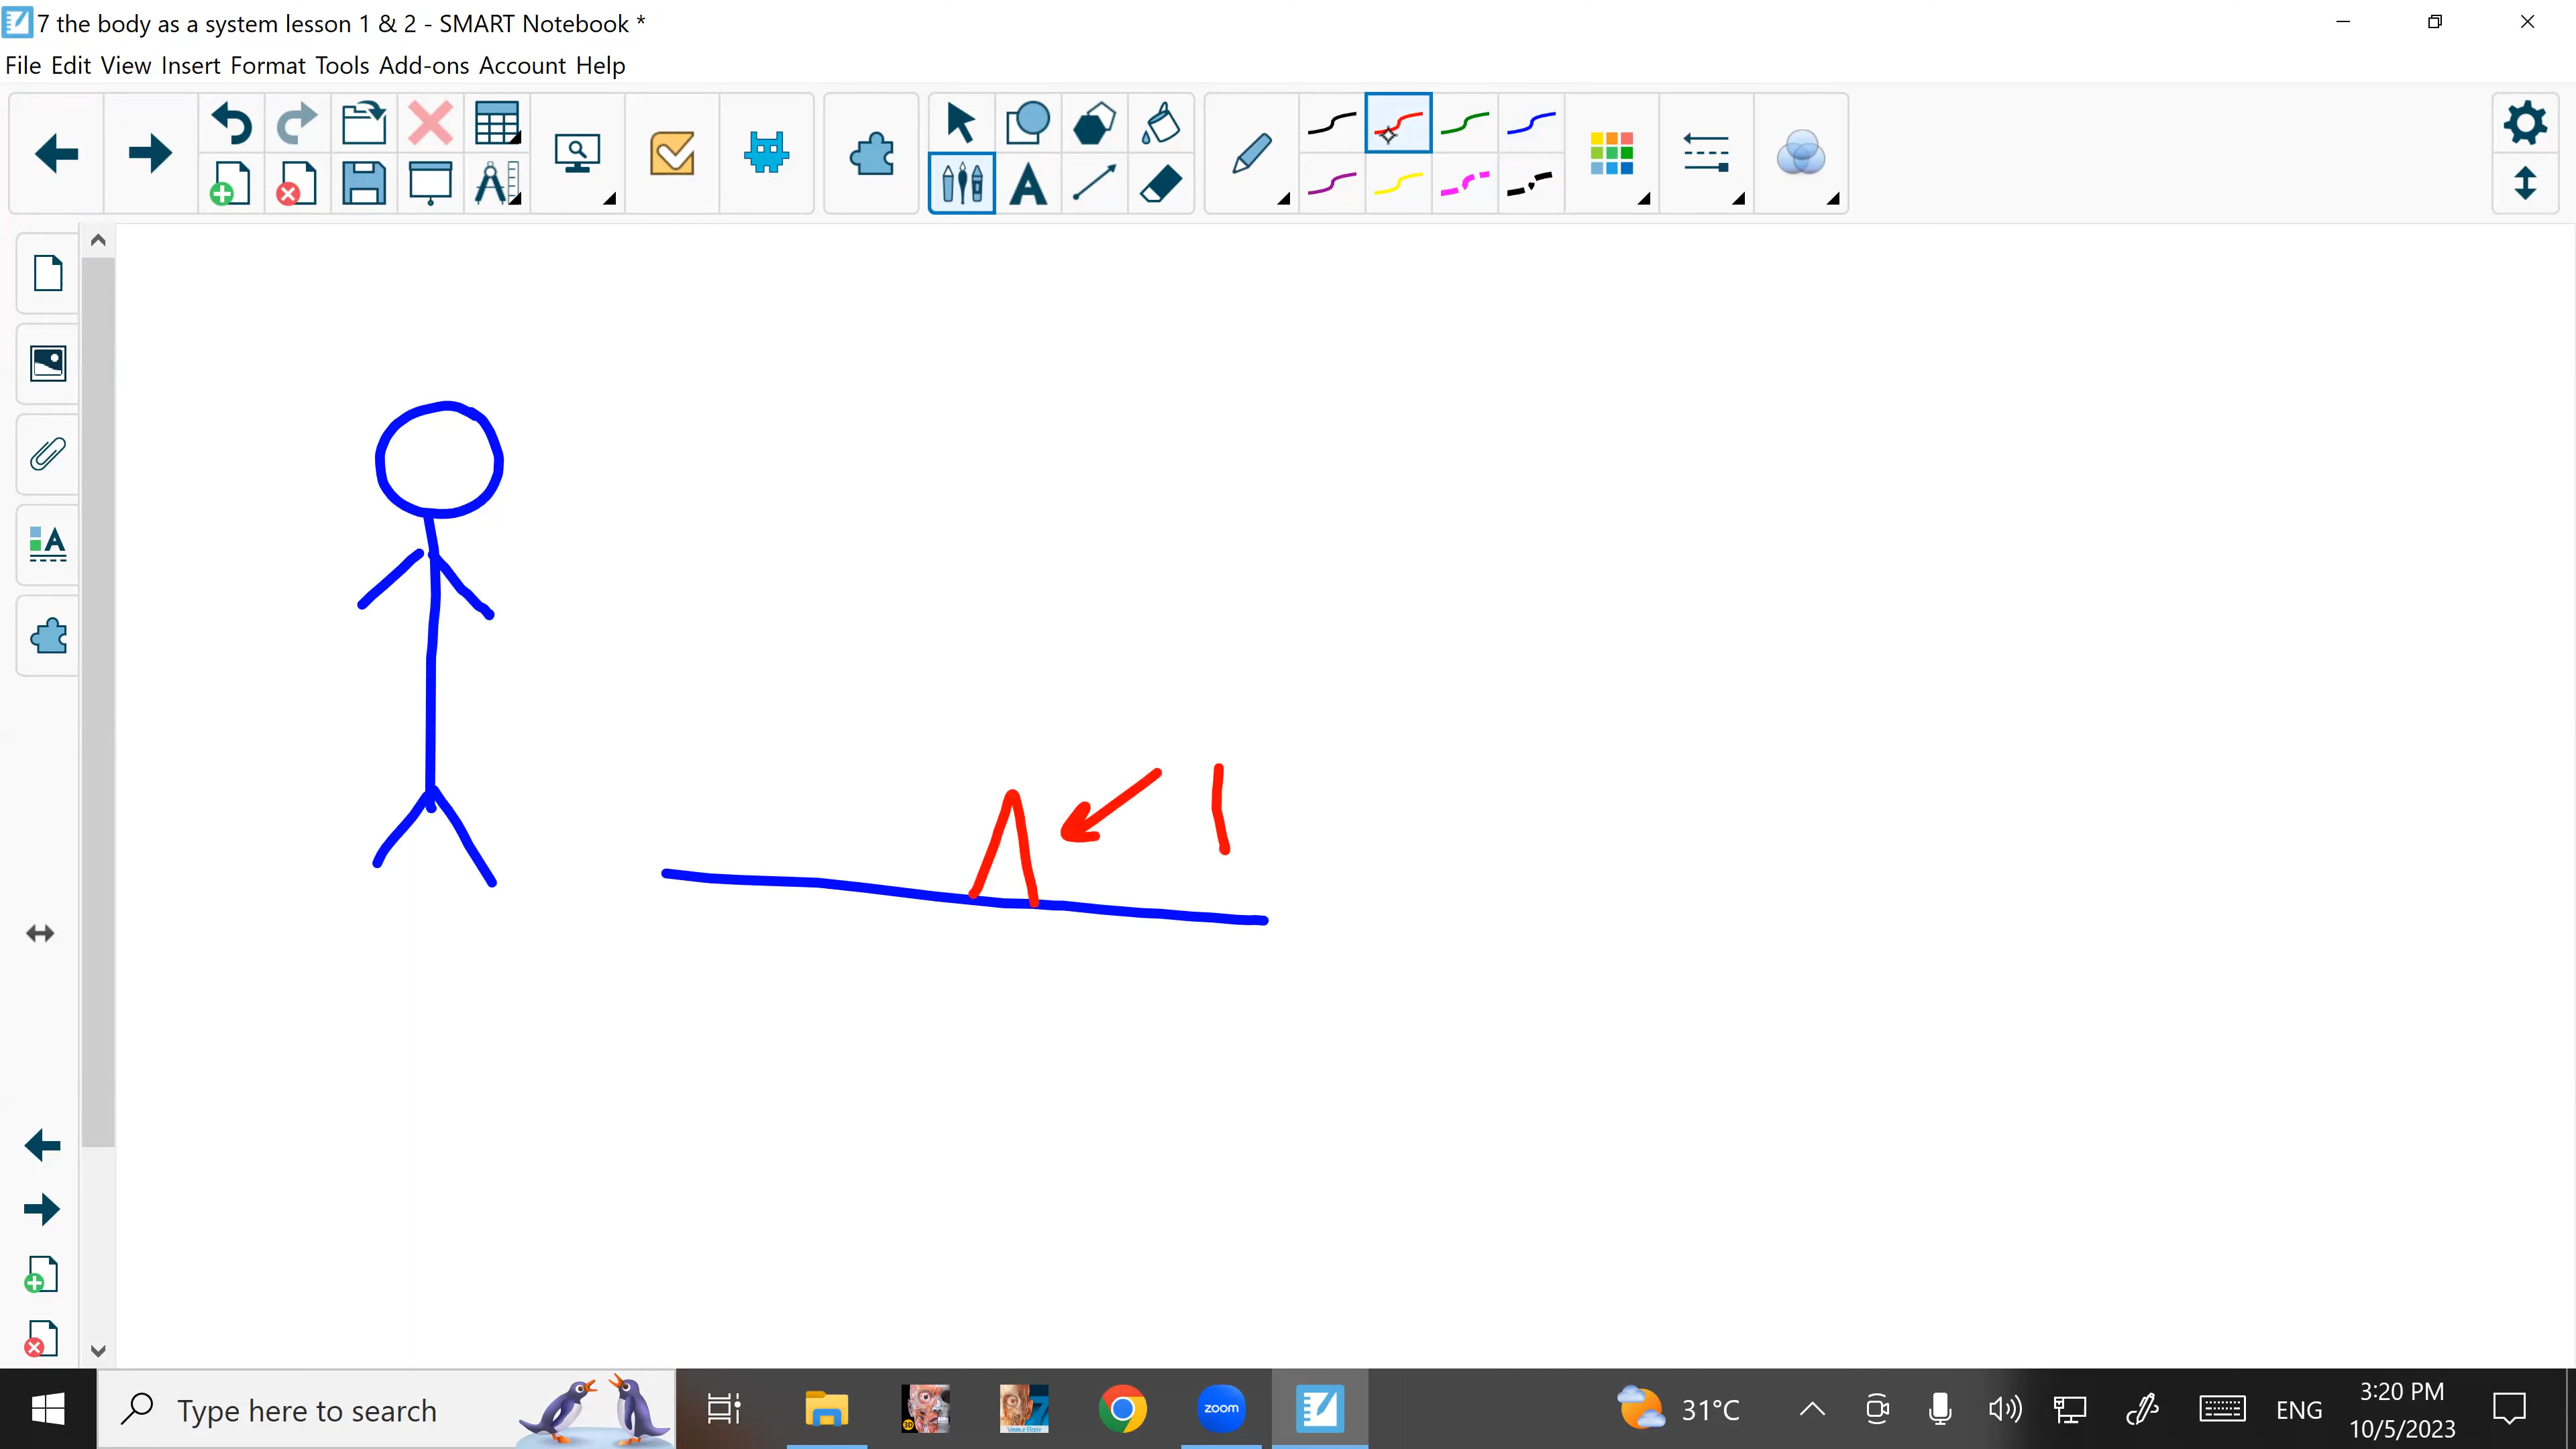 7 the body as a system lesson 1 & 2 - SMART Notebook *
File Edit View Insert Format Tools Add-ons Account Help
Type here to search
zoom
31°C
ENG
3:20 PM
10/5/2023